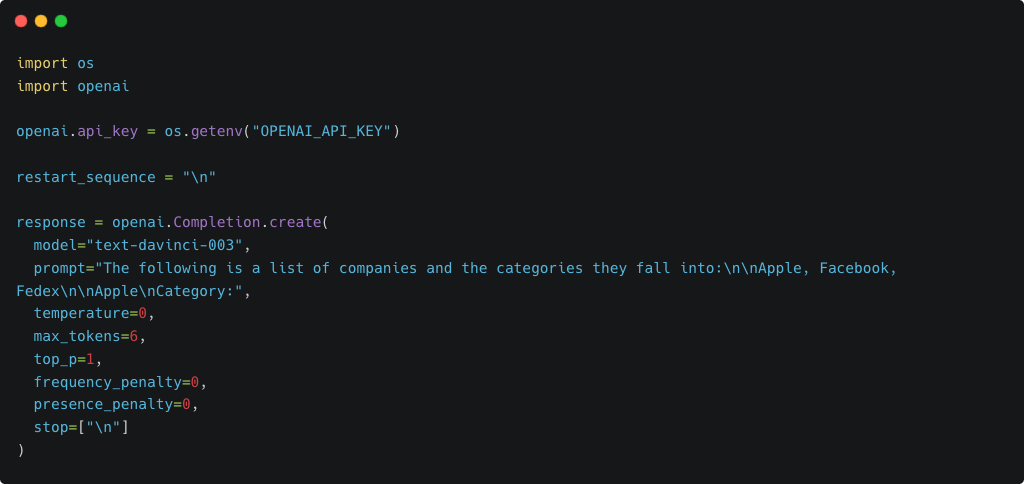 import os
import openai

openai.api_key = os.getenv("OPENAI_API_KEY")

restart_sequence = "\n"

response = openai.Completion.create(
  model="text-davinci-003",
  prompt="The following is a list of companies and the categories they fall into:\n\nApple, Facebook,
Fedex\n\nApple\nCategory:",
  temperature=0,
  max_tokens=6,
  top_p=1,
  frequency_penalty=0,
  presence_penalty=0,
  stop=["\n"]
)